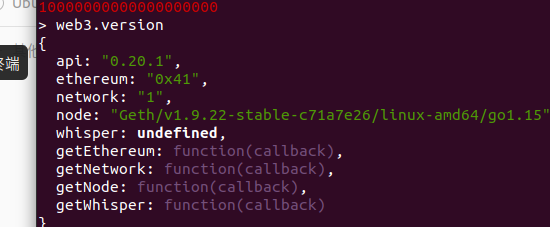 Ubu
10000000000000000000
> web3.version
{
终端
api: "0.20.1",
ethereum: "0x41",
network: "1",
node: "Geth/v1.9.22-stable-c71a7e26/linux-amd64/go1.15"
whisper: undefined,
getEthereum: function(callback),
getNetwork: function(callback),
getNode: function(callback),
getWhisper: function(callback)
}